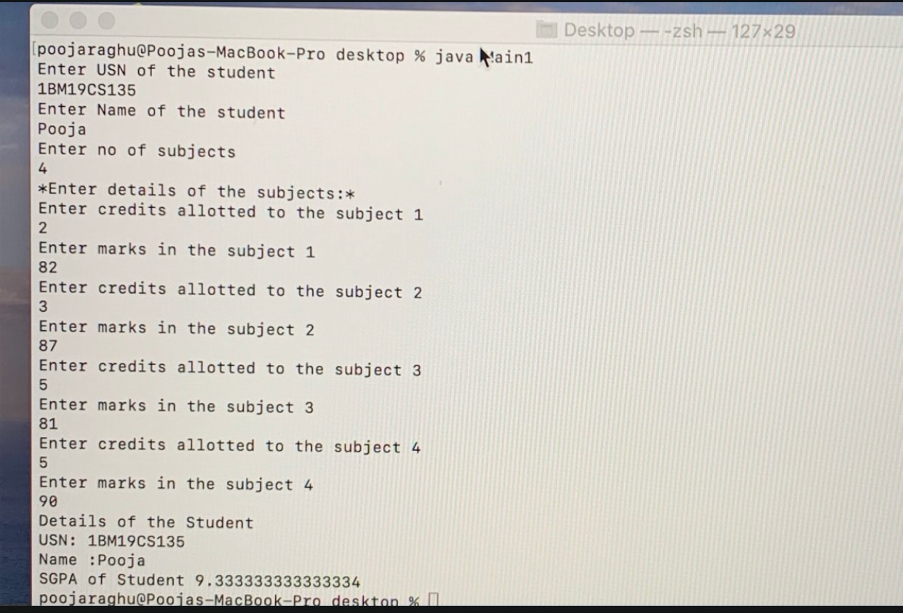 Desktop — -zsh — 127×29
[poojaraghu@Poojas-MacBook-Pro desktop % java Main1
Enter USN of the student
1BM19CS135
Enter Name of the student
Pooja
Enter no of subjects
4
*Enter details of the subjects:*
Enter credits allotted to the subject 1
2
Enter marks in the subject 1
82
Enter credits allotted to the subject 2
3
Enter marks in the subject 2
87
Enter credits allotted to the subject 3
5
Enter marks in the subject 3
81
Enter credits allotted to the subject 4
5
Enter marks in the subject 4
90
Details of the Student
USN: 1BM19CS135
Name :Pooja
SGPA of Student 9.333333333333334
poojaraghu@Poojas-MacBook-Pro desktop %